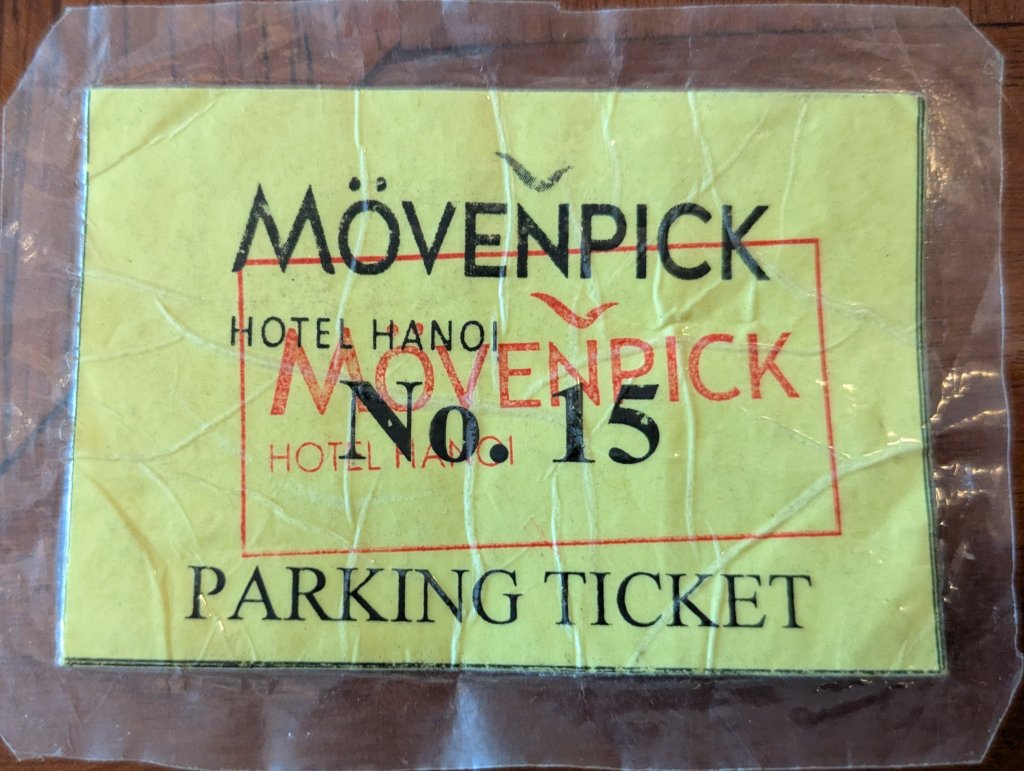 MÖVENPICK
HOTEL HANOI
MÖVENPICK
No. 15
HOTEL HANOI
PARKING TICKET